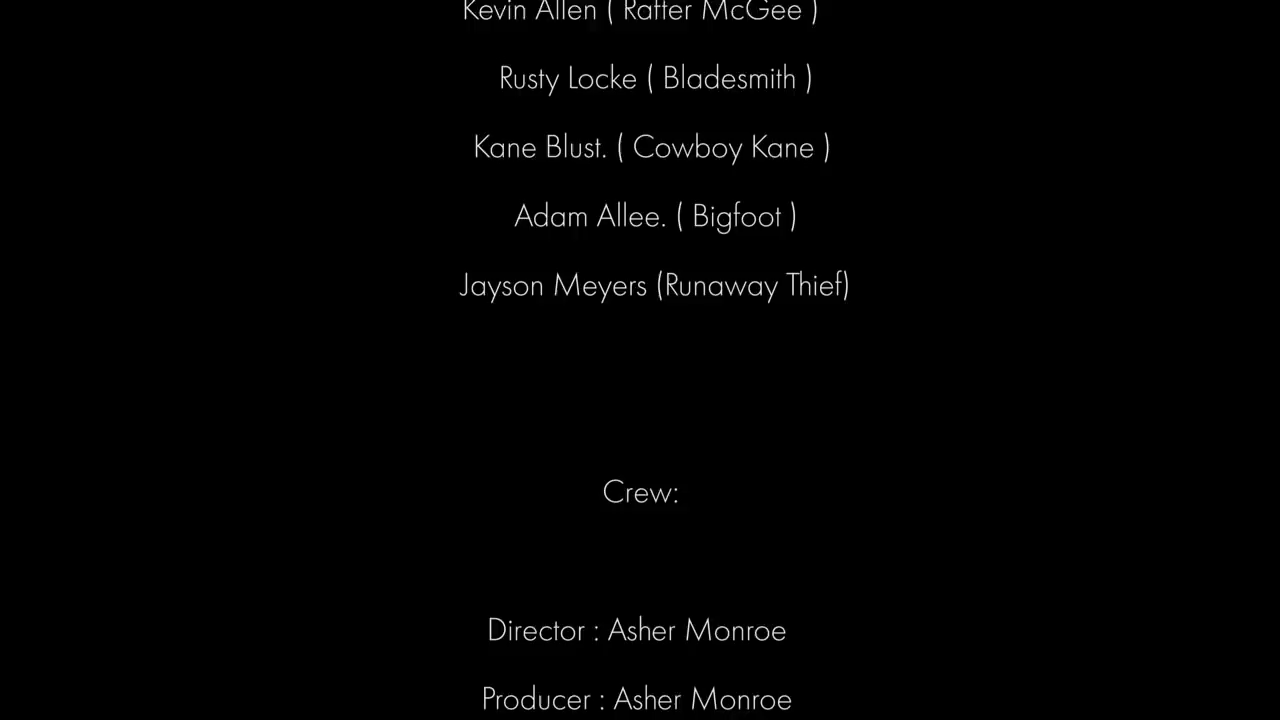 Kevin Allen ( Rafter McGee )
Rusty Locke ( Bladesmith )
Kane Blust. ( Cowboy Kane )
Adam Allee. ( Bigfoot )
Jayson Meyers (Runaway Thief)
Crew:
Director : Asher Monroe
Producer : Asher Monroe